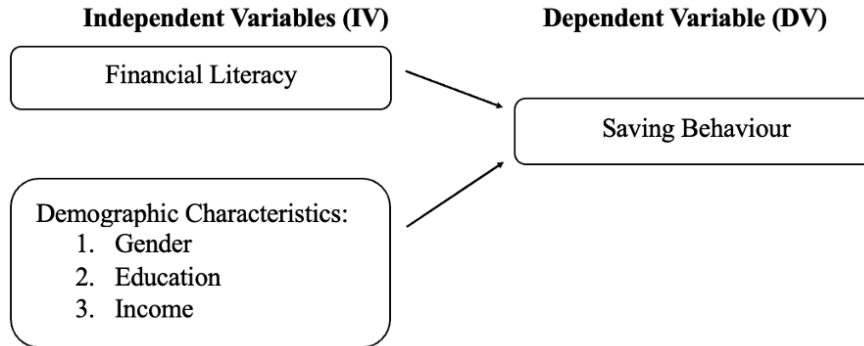 Independent Variables (IV)
Dependent Variable (DV)
Financial Literacy
Saving Behaviour
Demographic Characteristics:
1. Gender
2. Education
3. Income